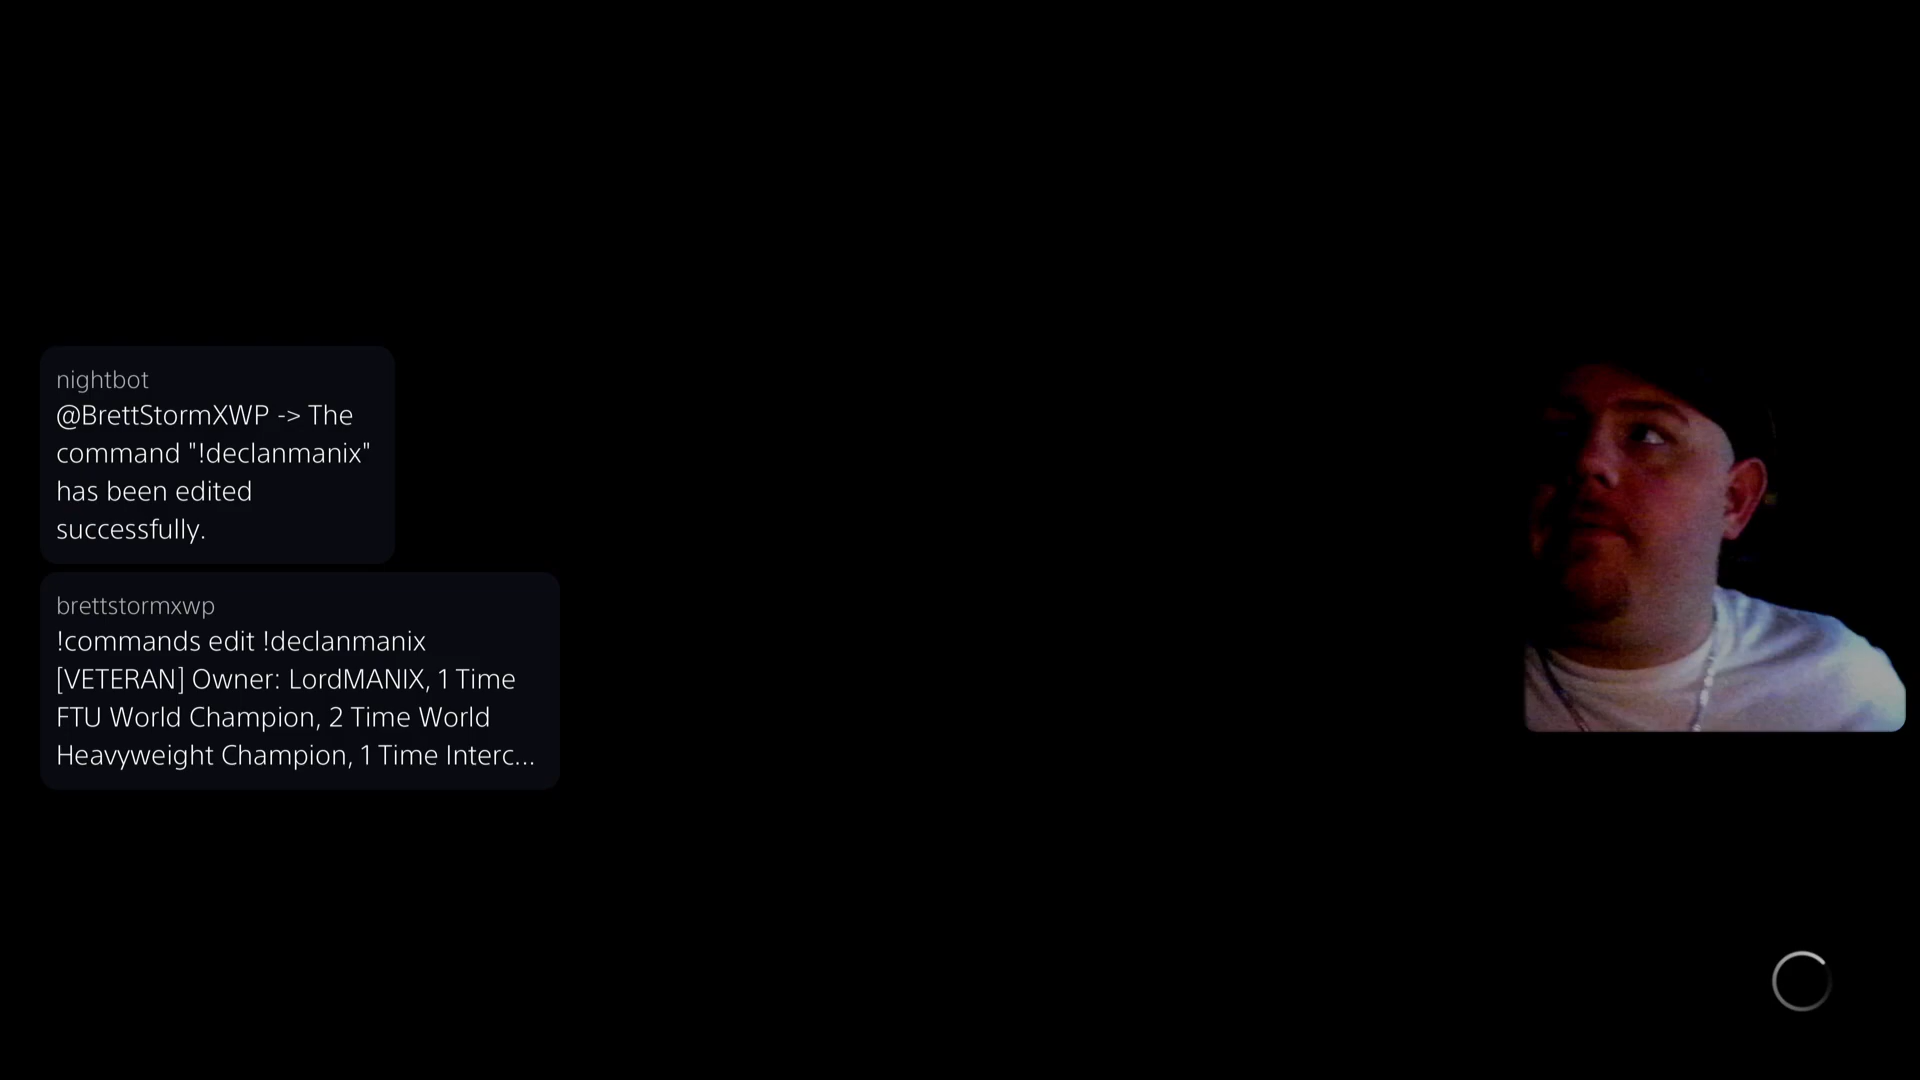 nightbot
@BrettStormXWP -> The
command "!declanmanix"
has been edited
successfully.
brettstormxwp
!commands edit !declanmanix
[VETERAN] Owner: LordMANIX, 1 Time
FTU World Champion, 2 Time World
Heavyweight Champion, 1 Time Interc...